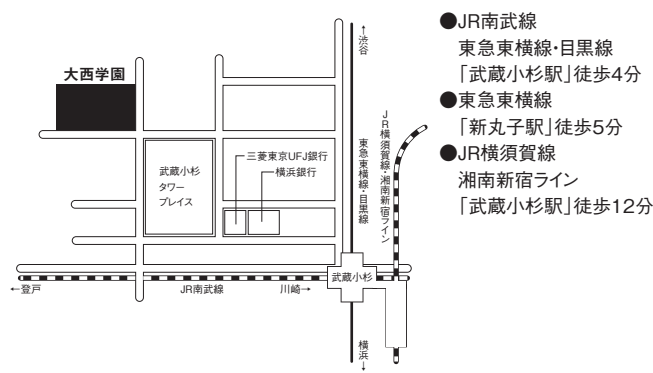 大西学園
武蔵小杉
タワー
プレイス
三菱東京UFJ銀行
横浜銀行
↑渋谷
東急東横線・目黒線
JR横須賀線・湘南新宿ライン
武蔵小杉
←登戸
JR南武線
川崎→
横浜↓
●JR南武線
東急東横線・目黒線
「武蔵小杉駅」徒歩4分
●東急東横線
「新丸子駅」徒歩5分
●JR横須賀線
湘南新宿ライン
「武蔵小杉駅」徒歩12分